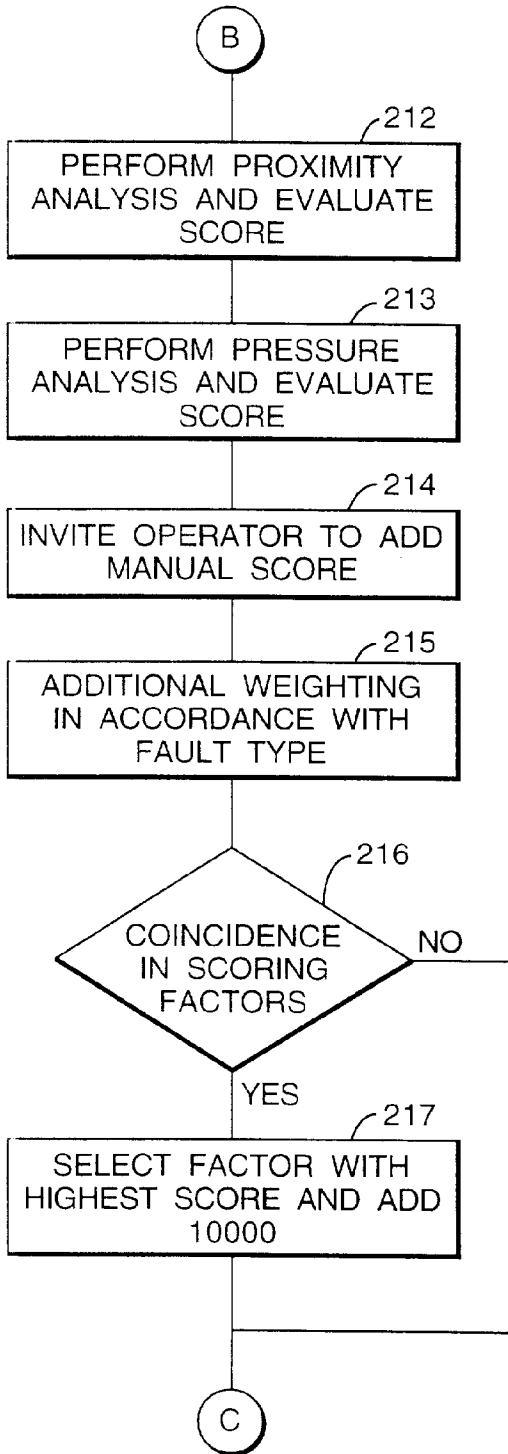 B
212
PERFORM PROXIMITY
ANALYSIS AND EVALUATE
SCORE
213
PERFORM PRESSURE
ANALYSIS AND EVALUATE
SCORE
214
INVITE OPERATOR TO ADD
MANUAL SCORE
215
ADDITIONAL WEIGHTING
IN ACCORDANCE WITH
FAULT TYPE
216
COINCIDENCE
IN SCORING
FACTORS
NO
YES
217
SELECT FACTOR WITH
HIGHEST SCORE AND ADD
10000
C